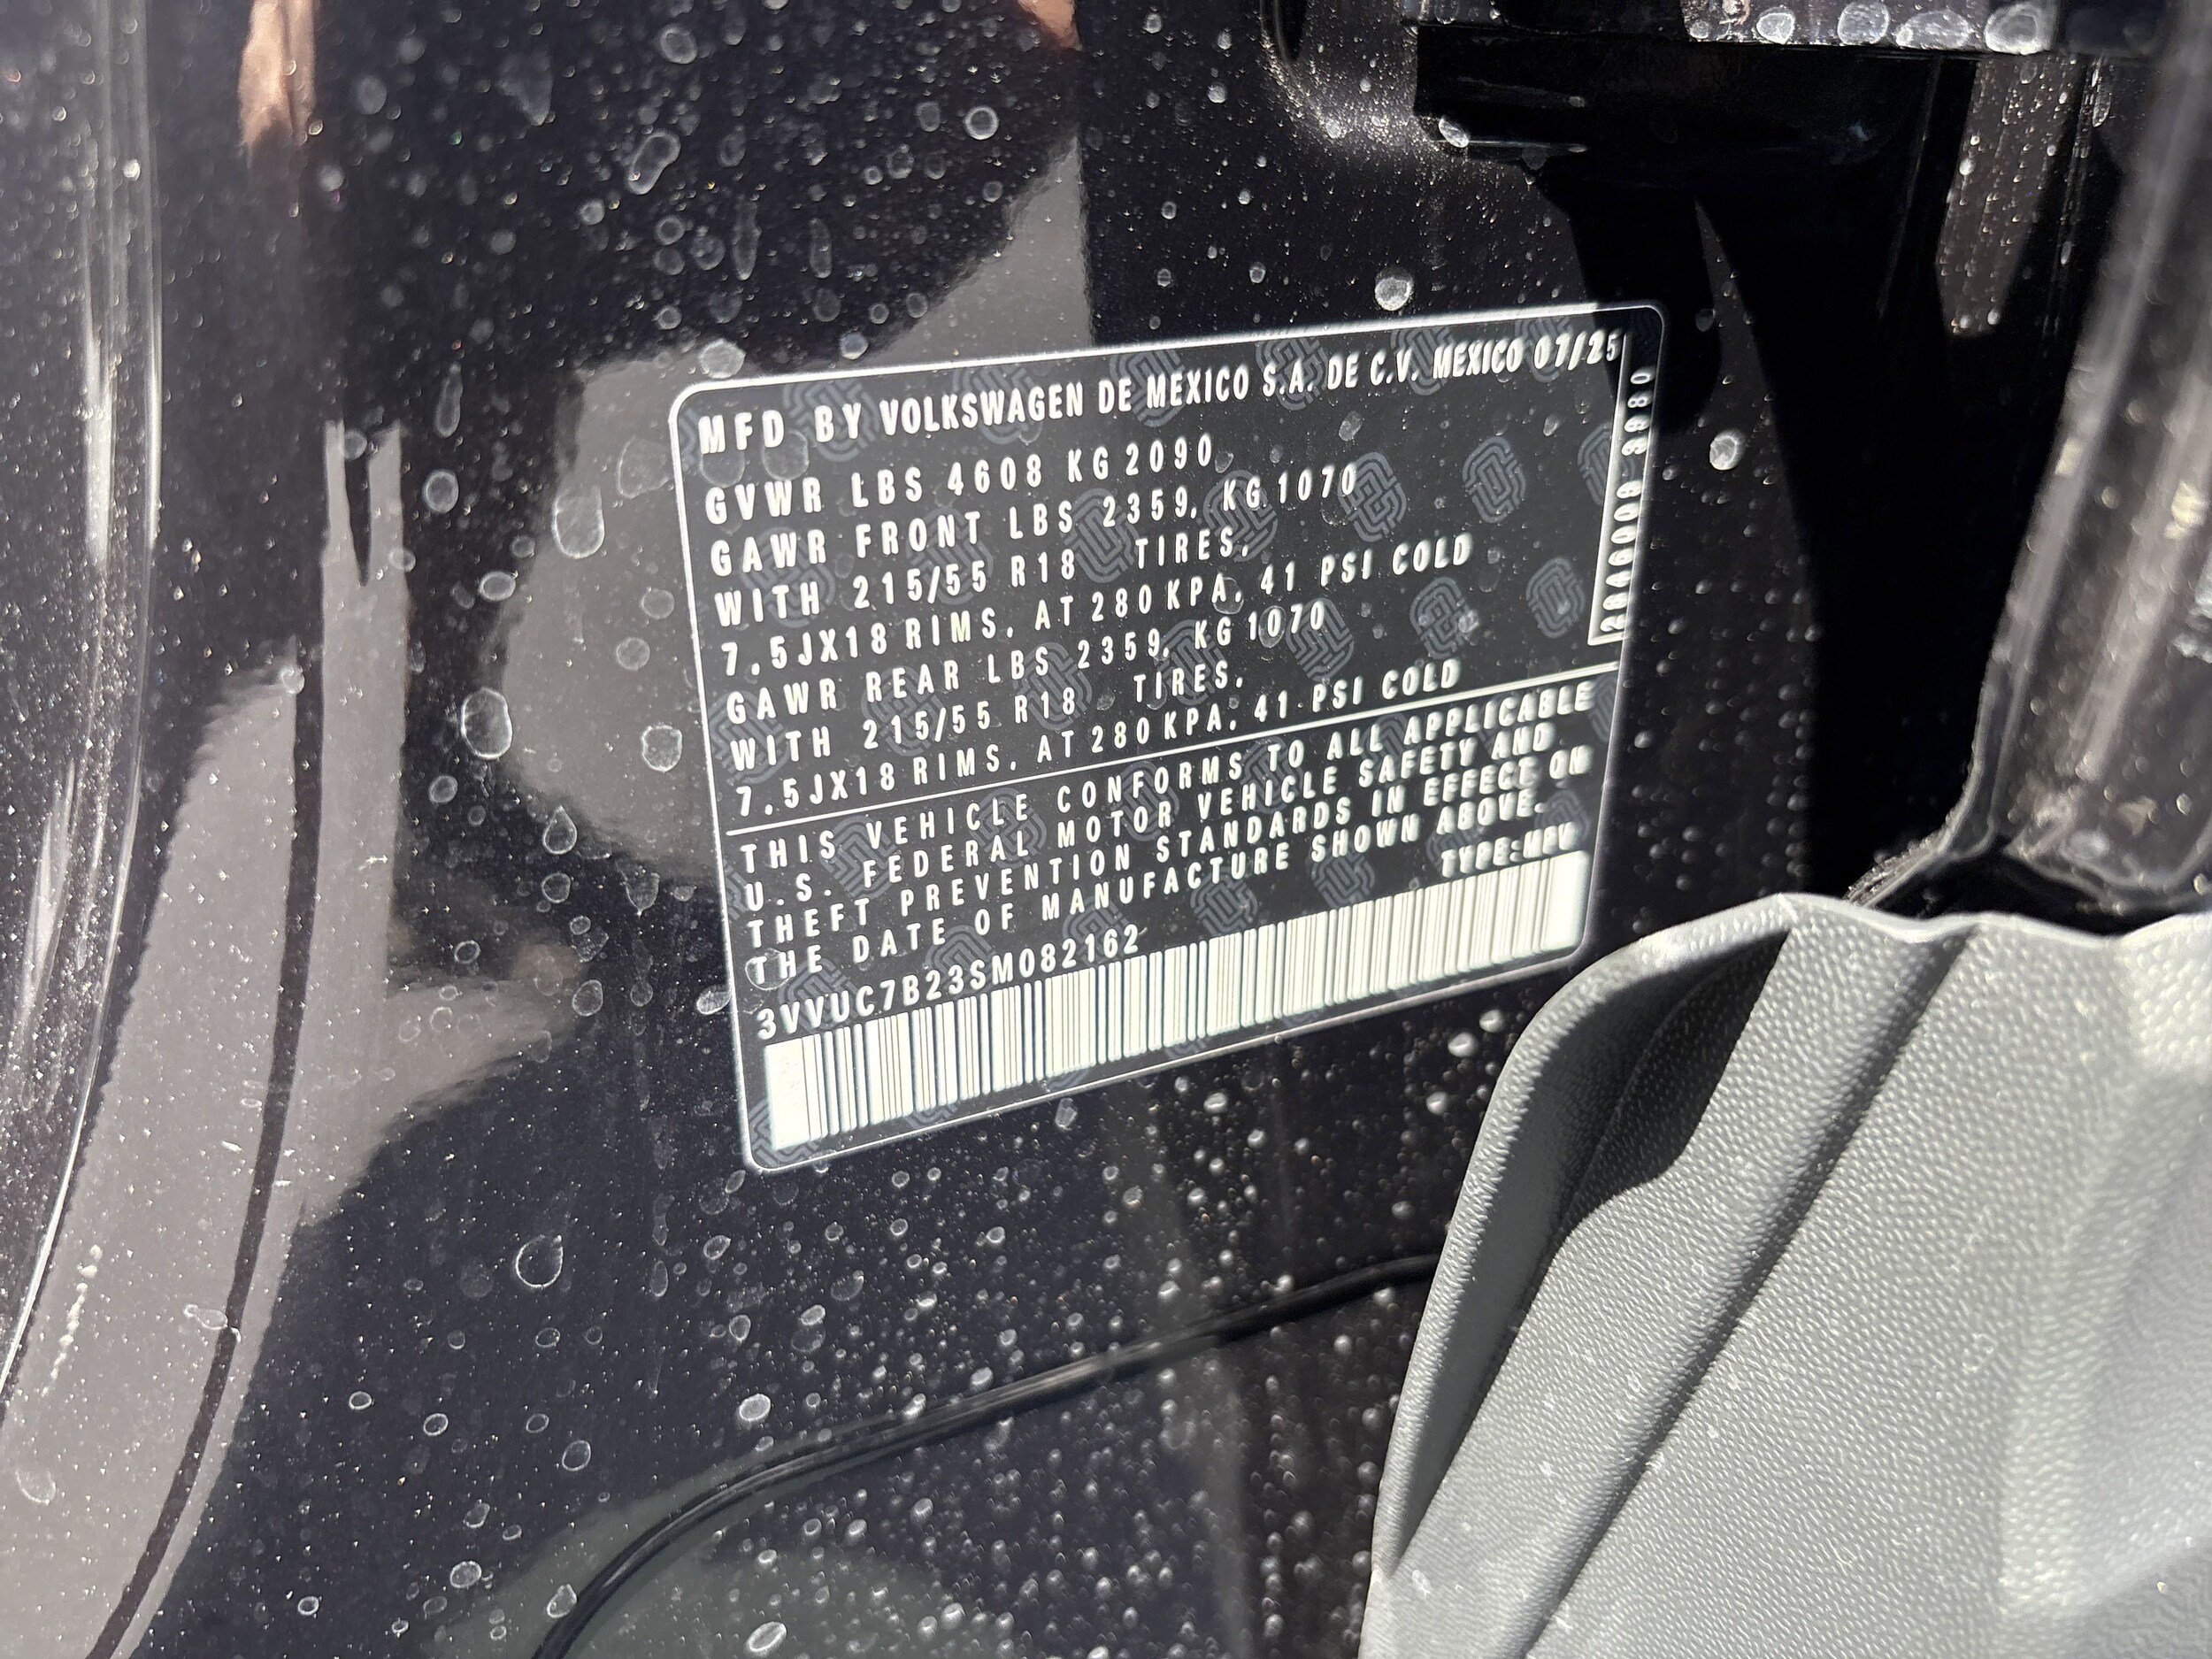 MFD BY VOLKSWAGEN DE MEXICO S.A. DE C.V. MEXICO 07/25
GVWR LBS 4608 KG 2090,
GAWR FRONT LBS 2359, KG 1070
WITH 215/55 R18 TIRES,
7.5JX18 RIMS, AT 280 KPA, 41 PSI COLD
GAWR REAR LBS 2359, KG 1070
WITH 215/55 R18 TIRES,
7.5JX18 RIMS, AT 280 KPA, 41 PSI COLD
THIS VEHICLE CONFORMS TO ALL APPLICABLE
U.S. FEDERAL MOTOR VEHICLE SAFETY AND
THEFT PREVENTION STANDARDS IN EFFECT ON
THE DATE OF MANUFACTURE SHOWN ABOVE.
TYPE:MPV
3VVUC7B23SM082162